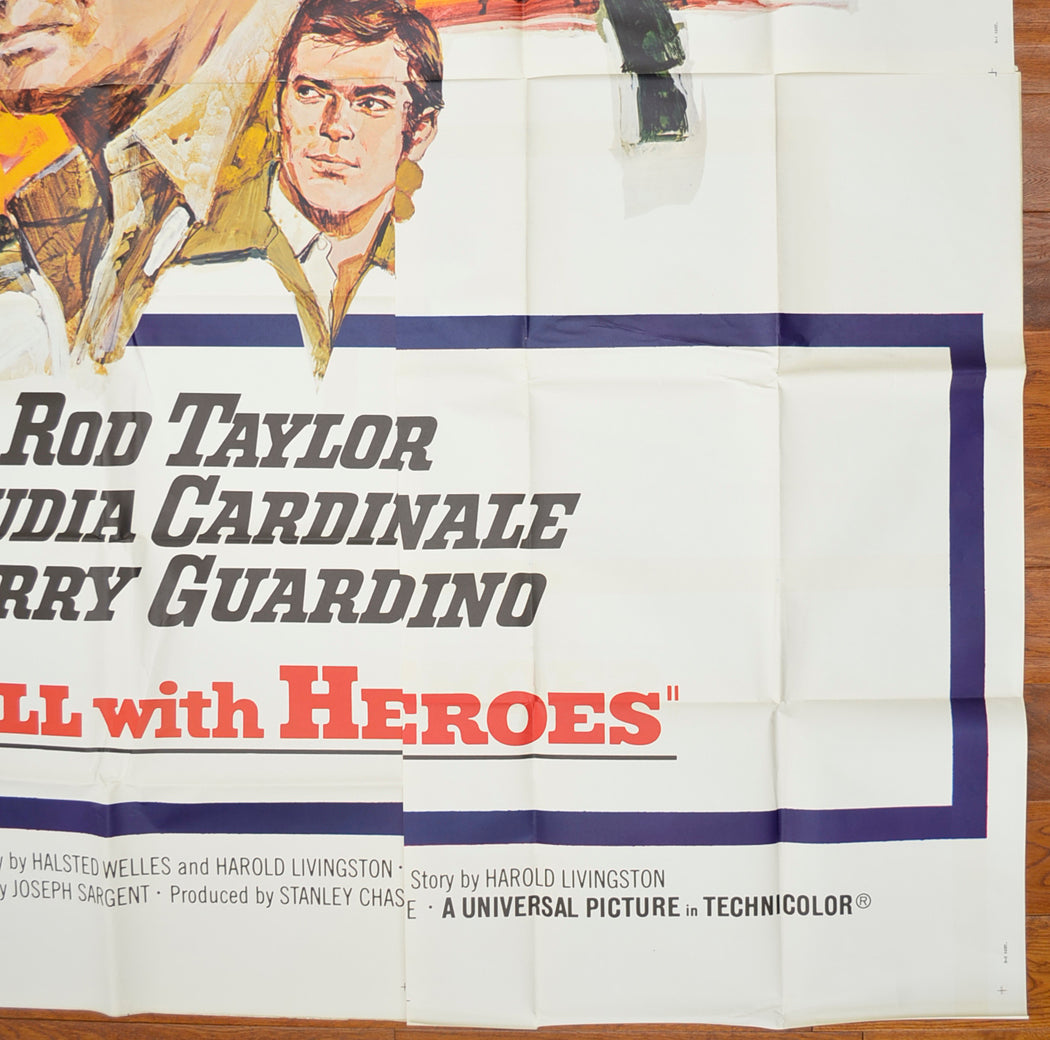 ROD TAYLOR
UDIA CARDINALE
RRY GUARDINO
LL with HEROES"
y by HALSTED WELLES and HAROLD LIVINGSTON · Story by HAROLD LIVINGSTON
y JOSEPH SARGENT · Produced by STANLEY CHASE · A UNIVERSAL PICTURE in TECHNICOLOR®